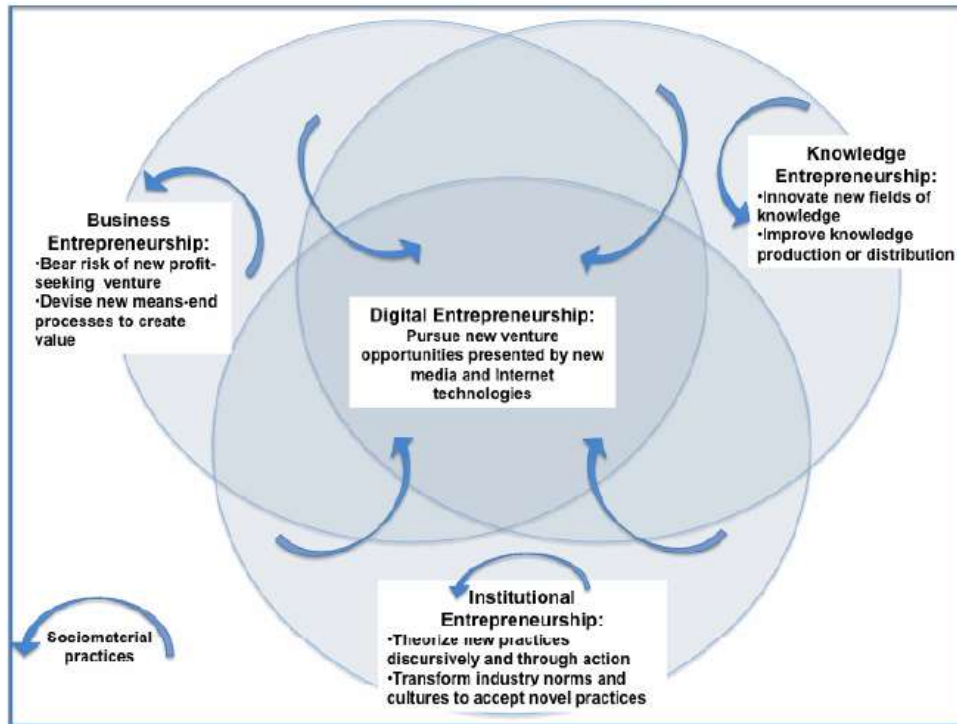 Knowledge
Entrepreneurship:
•Innovate new fields of
knowledge
•Improve knowledge
production or distribution
Business
Entrepreneurship:
•Bear risk of new profit-
seeking venture
•Devise new means-end
processes to create
value
Digital Entrepreneurship:
Pursue new venture
opportunities presented by new
media and Internet
technologies
Institutional
Entrepreneurship:
•Theorize new practices
discursively and through action
•Transform industry norms and
cultures to accept novel practices
Sociomaterial
practices